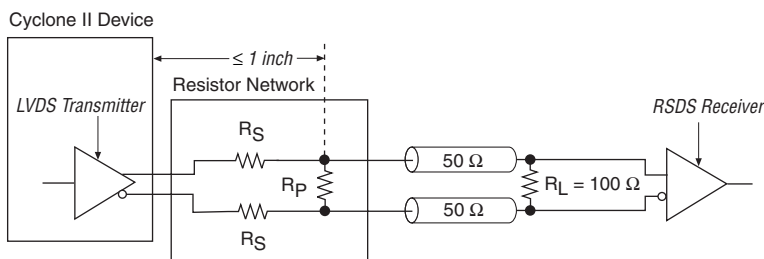 Cyclone II Device
≤ 1 inch
Resistor Network
LVDS Transmitter
RSDS Receiver
RS
50 Ω
RP
RL = 100 Ω
50 Ω
RS